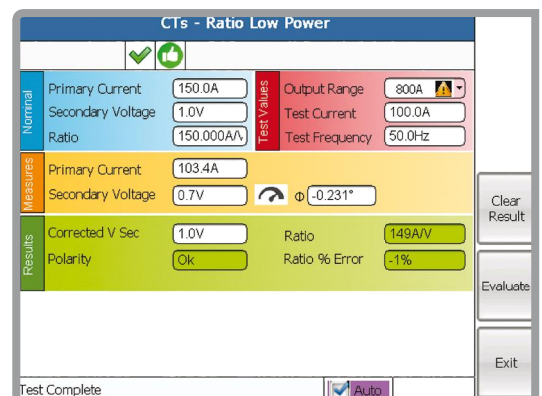 CTs - Ratio Low Power
Nominal
Primary Current 150.0A
Secondary Voltage 1.0V
Ratio 150.000A/V
Test Values
Output Range 800A
Test Current 100.0A
Test Frequency 50.0Hz
Measures
Primary Current 103.4A
Secondary Voltage 0.7V Φ -0.231°
Results
Corrected V Sec 1.0V
Polarity Ok
Ratio 149A/V
Ratio % Error -1%
Clear
Result
Evaluate
Exit
Test Complete
Auto